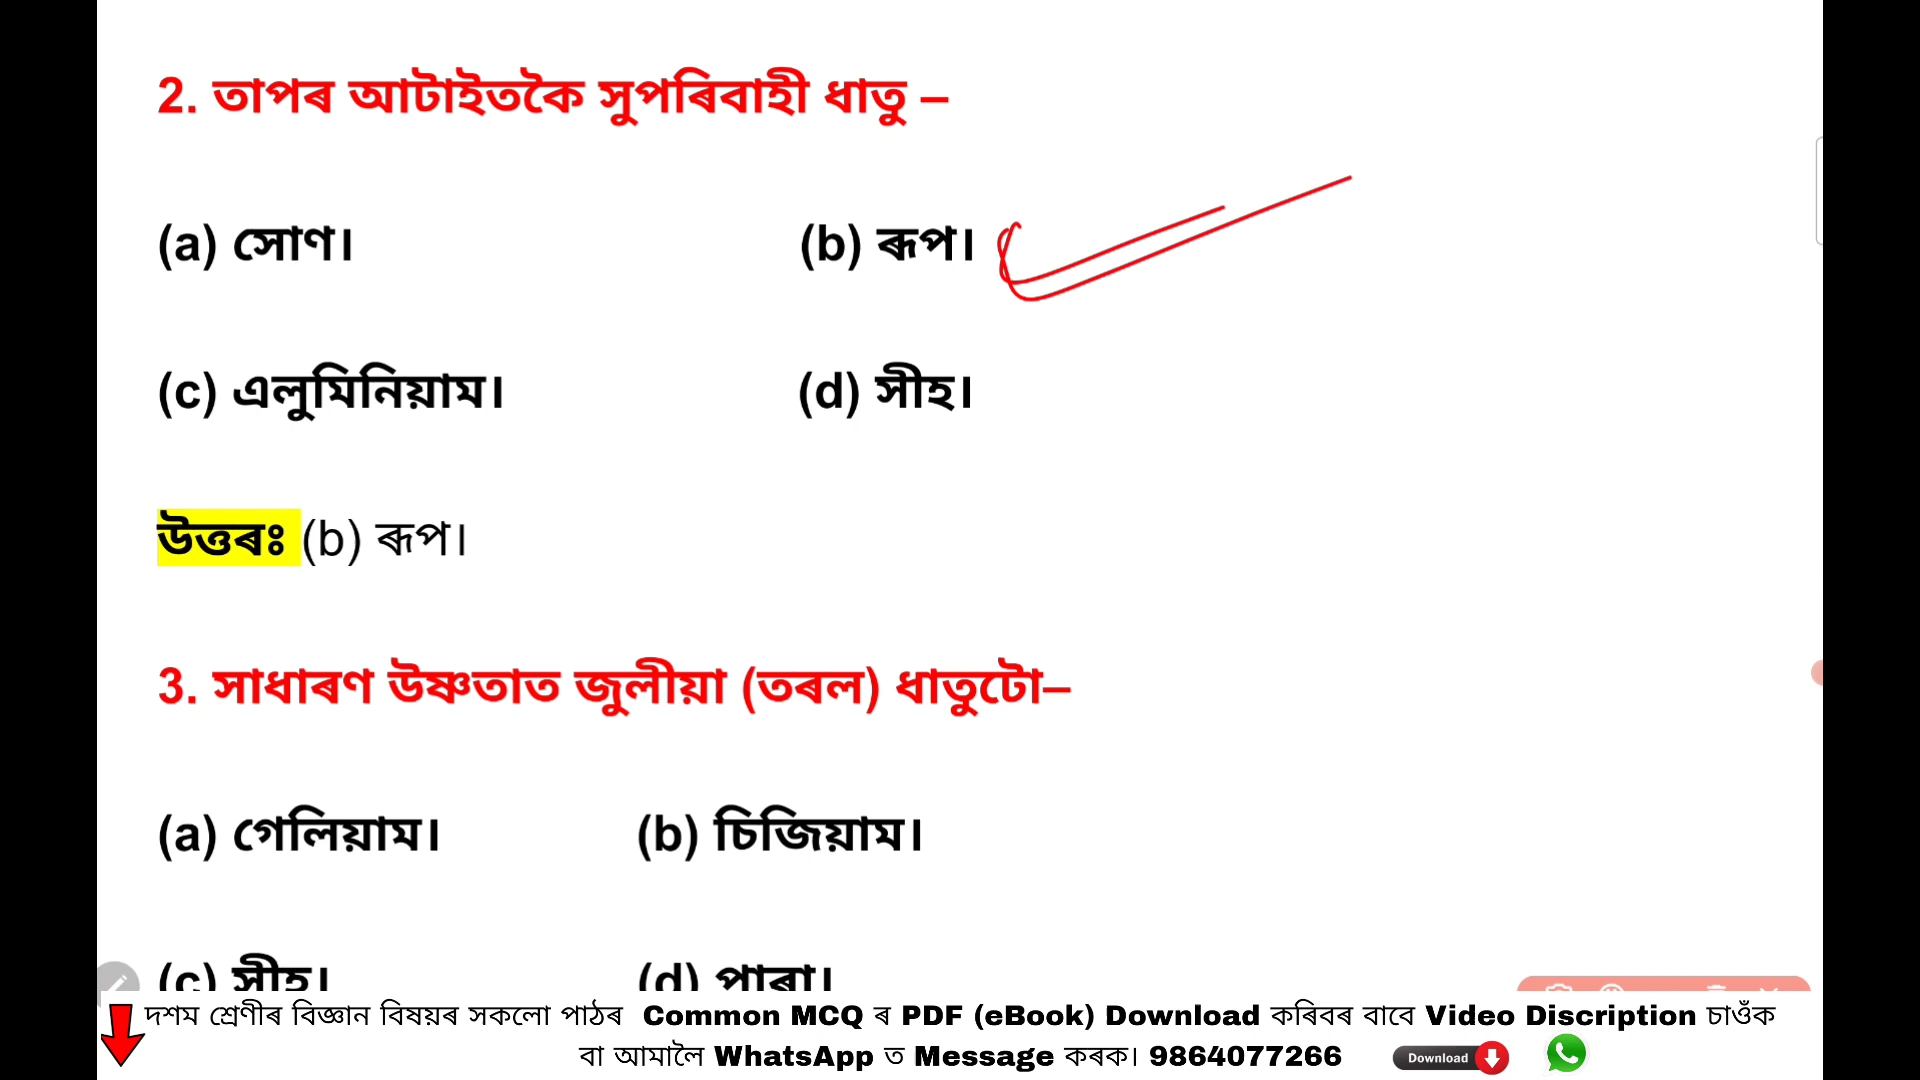 2. তাপৰ আটাইতকৈ সুপৰিবাহী ধাতু –
(a) সোণ। (b) ৰূপ।
(c) এলুমিনিয়াম। (d) সীহ।
উত্তৰঃ (b) ৰূপ।
3. সাধাৰণ উষ্ণতাত জুলীয়া (তৰল) ধাতুটো–
(a) গেলিয়াম। (b) চিজিয়াম।
(c) সীহ। (d) পাৰা।
দশম শ্ৰেণীৰ বিজ্ঞান বিষয়ৰ সকলো পাঠৰ Common MCQ ৰ PDF (eBook) Download কৰিবৰ বাবে Video Discription চাওঁক
বা আমালৈ WhatsApp ত Message কৰক। 9864077266 Download